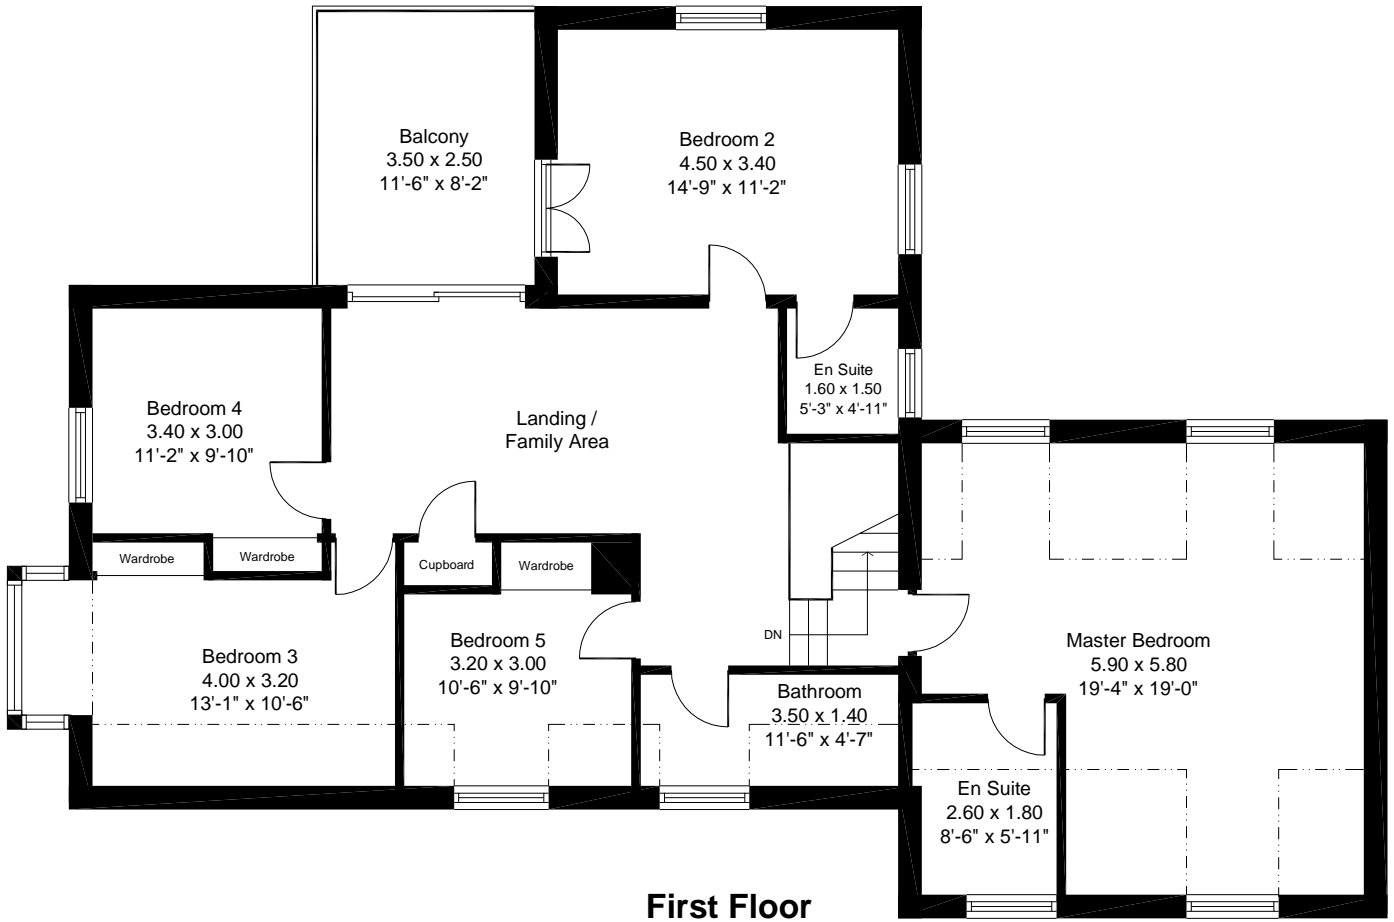 Balcony
3.50 x 2.50
11'-6" x 8'-2"
Bedroom 2
4.50 x 3.40
14'-9" x 11'-2"
En Suite
1.60 x 1.50
5'-3" x 4'-11"
Bedroom 4
3.40 x 3.00
11'-2" x 9'-10"
Landing /
Family Area
Wardrobe
Wardrobe
Cupboard
Wardrobe
Bedroom 3
4.00 x 3.20
13'-1" x 10'-6"
Bedroom 5
3.20 x 3.00
10'-6" x 9'-10"
DN
Bathroom
3.50 x 1.40
11'-6" x 4'-7"
Master Bedroom
5.90 x 5.80
19'-4" x 19'-0"
En Suite
2.60 x 1.80
8'-6" x 5'-11"
First Floor